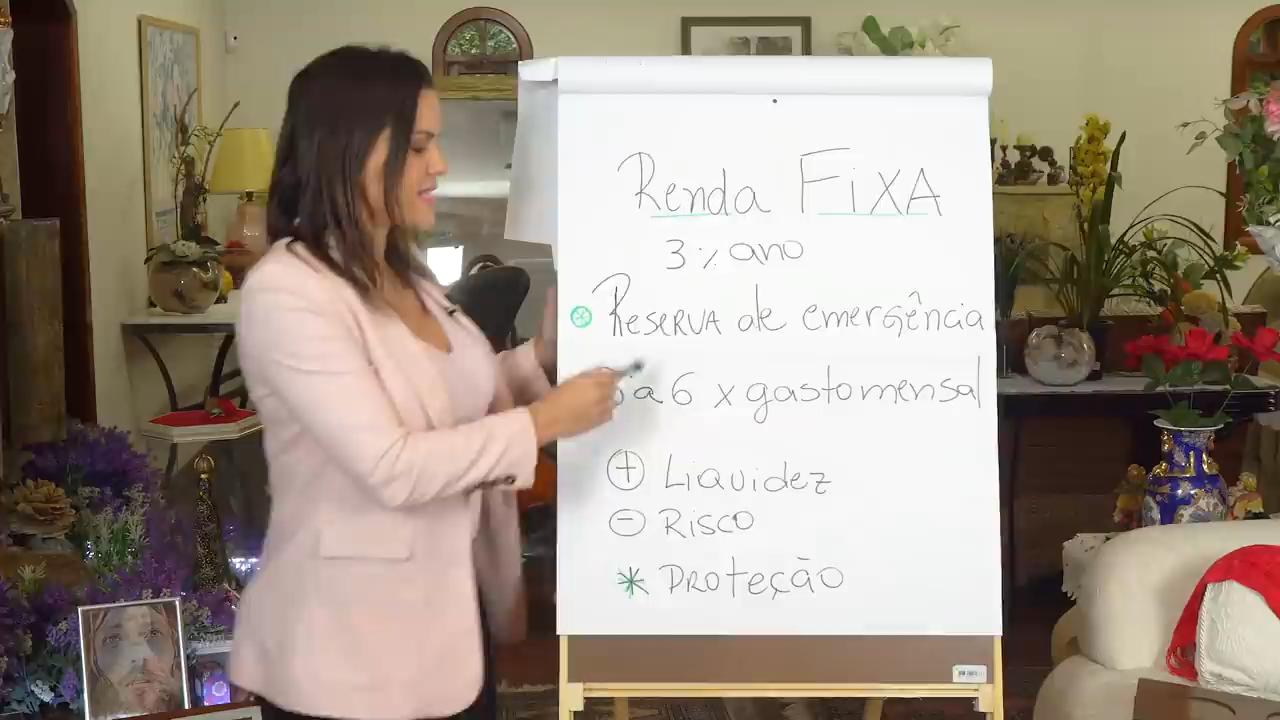 Renda FixA
3 % ano
ReseRVA de emergência
a 6 x gasto mensal
+ Liquidez
- Risco
* PRoteção